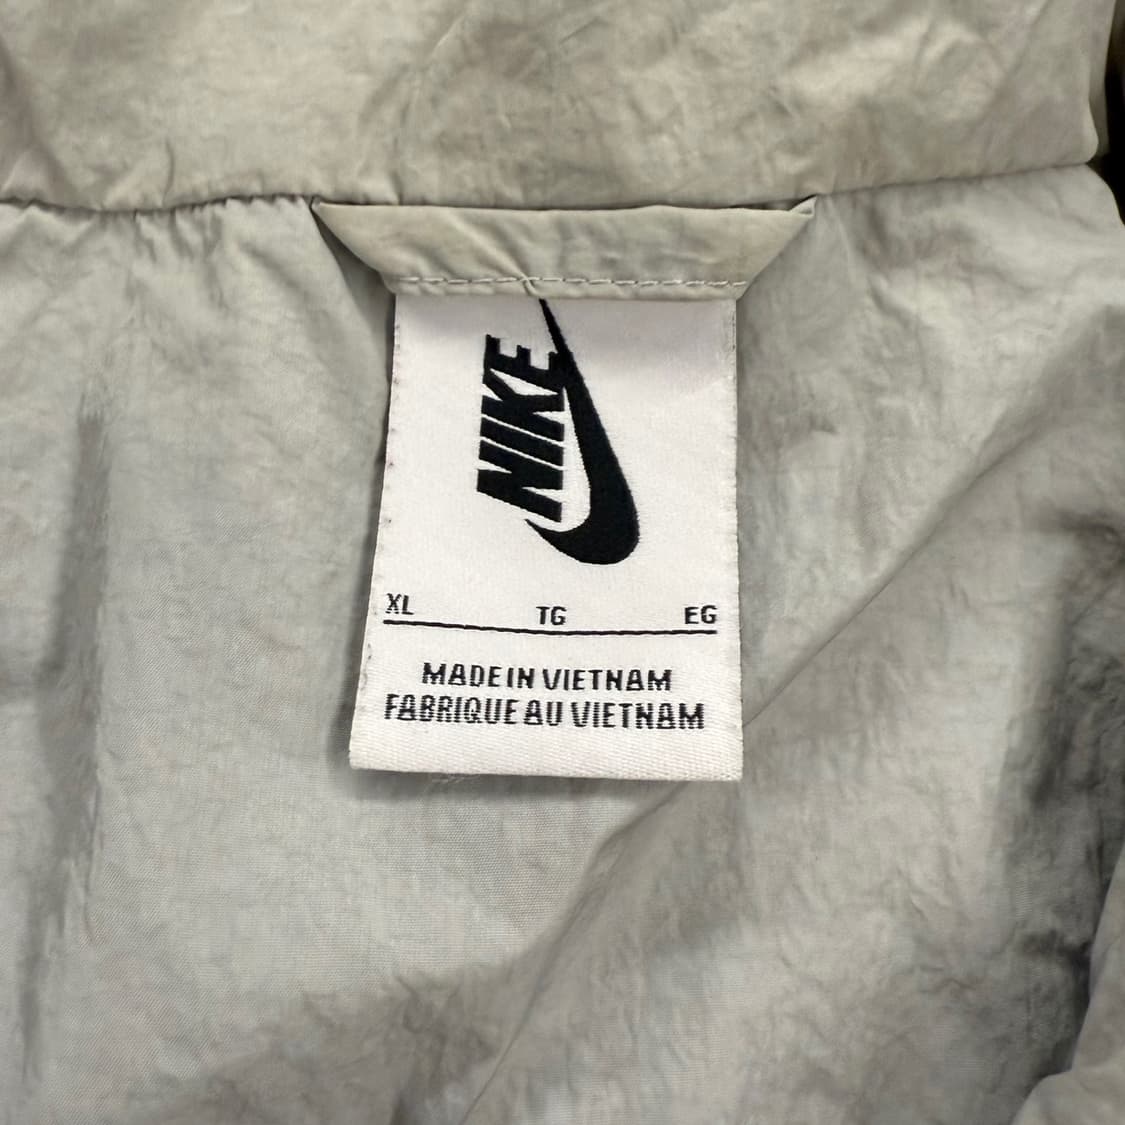 NIKE
XL TG EG
MADE IN VIETNAM
FABRIQUE AU VIETNAM